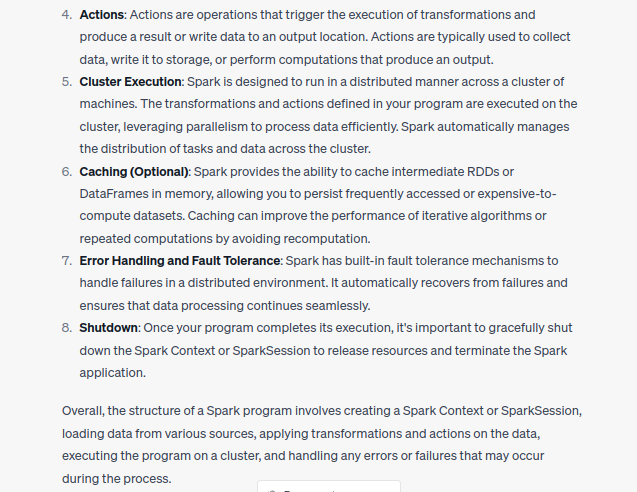 4. Actions: Actions are operations that trigger the execution of transformations and
produce a result or write data to an output location. Actions are typically used to collect
data, write it to storage, or perform computations that produce an output.
5. Cluster Execution: Spark is designed to run in a distributed manner across a cluster of
machines. The transformations and actions defined in your program are executed on the
cluster, leveraging parallelism to process data efficiently. Spark automatically manages
the distribution of tasks and data across the cluster.
6. Caching (Optional): Spark provides the ability to cache intermediate RDDs or
DataFrames in memory, allowing you to persist frequently accessed or expensive-to-
compute datasets. Caching can improve the performance of iterative algorithms or
repeated computations by avoiding recomputation.
7. Error Handling and Fault Tolerance: Spark has built-in fault tolerance mechanisms to
handle failures in a distributed environment. It automatically recovers from failures and
ensures that data processing continues seamlessly.
8. Shutdown: Once your program completes its execution, it's important to gracefully shut
down the Spark Context or SparkSession to release resources and terminate the Spark
application.
Overall, the structure of a Spark program involves creating a Spark Context or SparkSession,
loading data from various sources, applying transformations and actions on the data,
executing the program on a cluster, and handling any errors or failures that may occur
during the process.